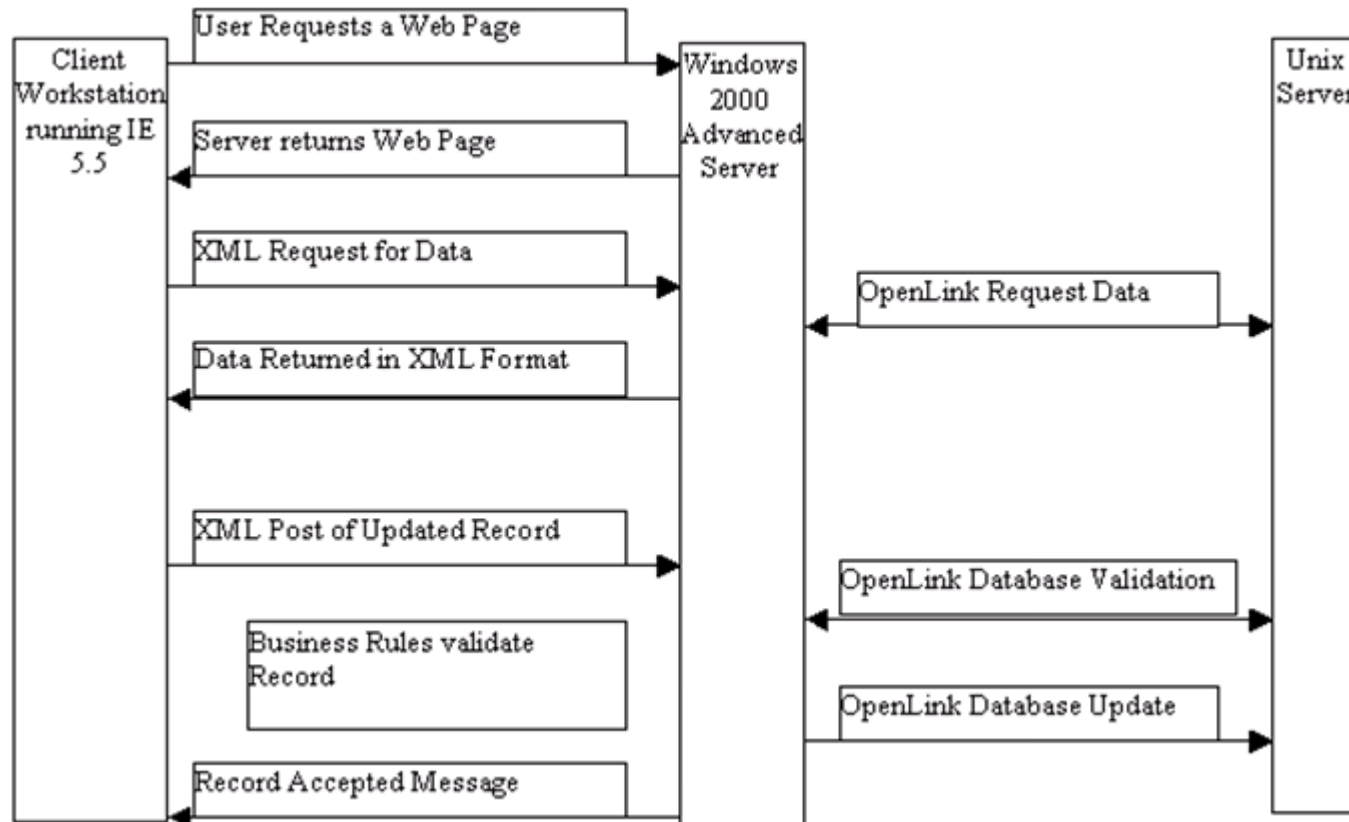 User Requests a Web Page
Client
Workstation
running IE
5.5
Windows
2000
Advanced
Server
Unix
Server
Server returns Web Page
XML Request for Data
OpenLink Request Data
Data Returned in XML Format
XML Post of Updated Record
OpenLink Database Validation
Business Rules validate
Record
OpenLink Database Update
Record Accepted Message